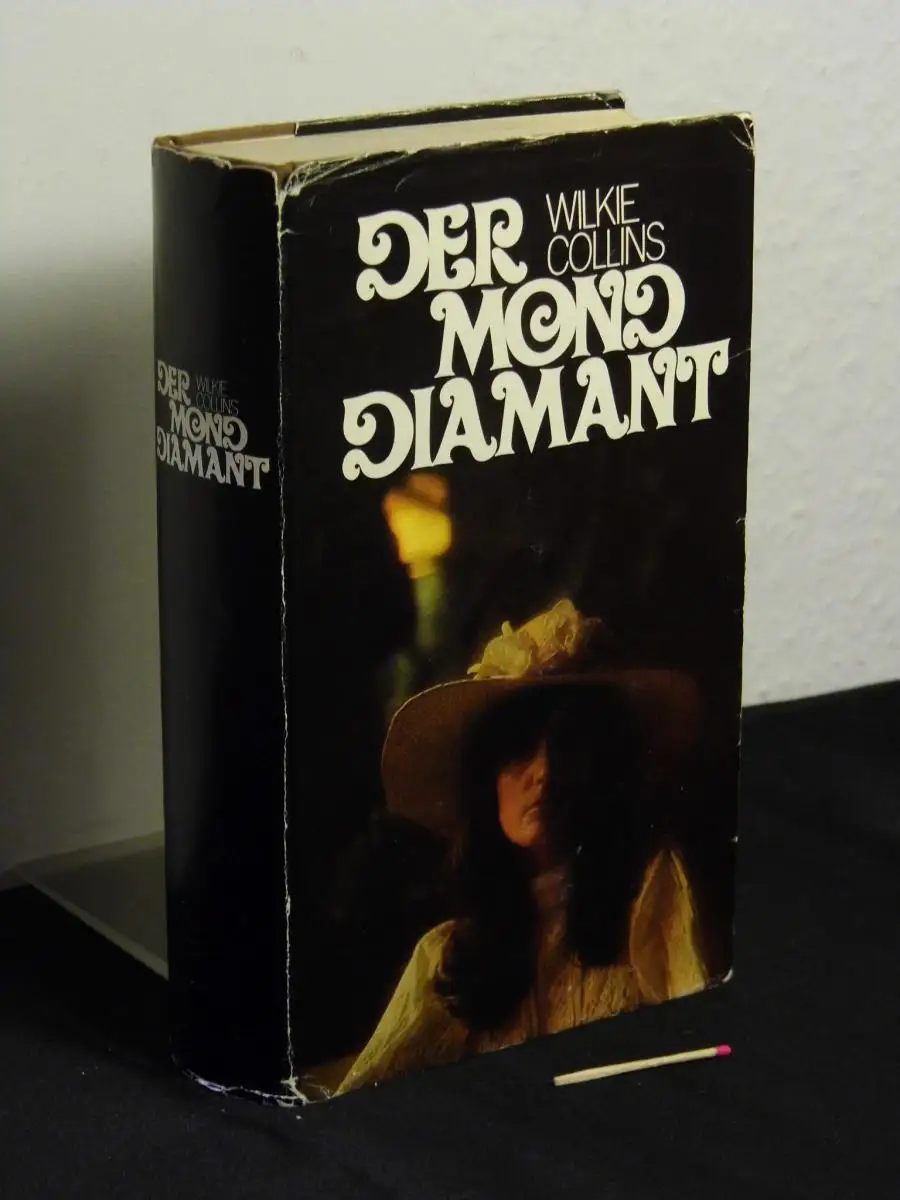 DER WILKIE
COLLINS
MOND
DIAMANT
DER WILKIE
COLLINS
MOND
DIAMANT